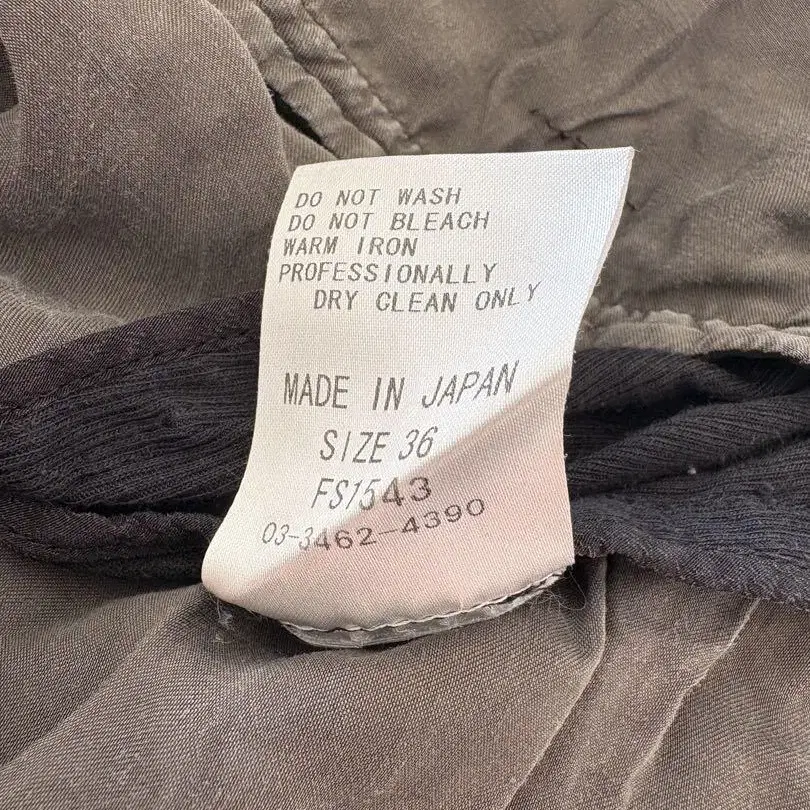 DO NOT WASH
DO NOT BLEACH
WARM IRON
PROFESSIONALLY
DRY CLEAN ONLY
MADE IN JAPAN
SIZE 36
FS1543
03-3462-4390